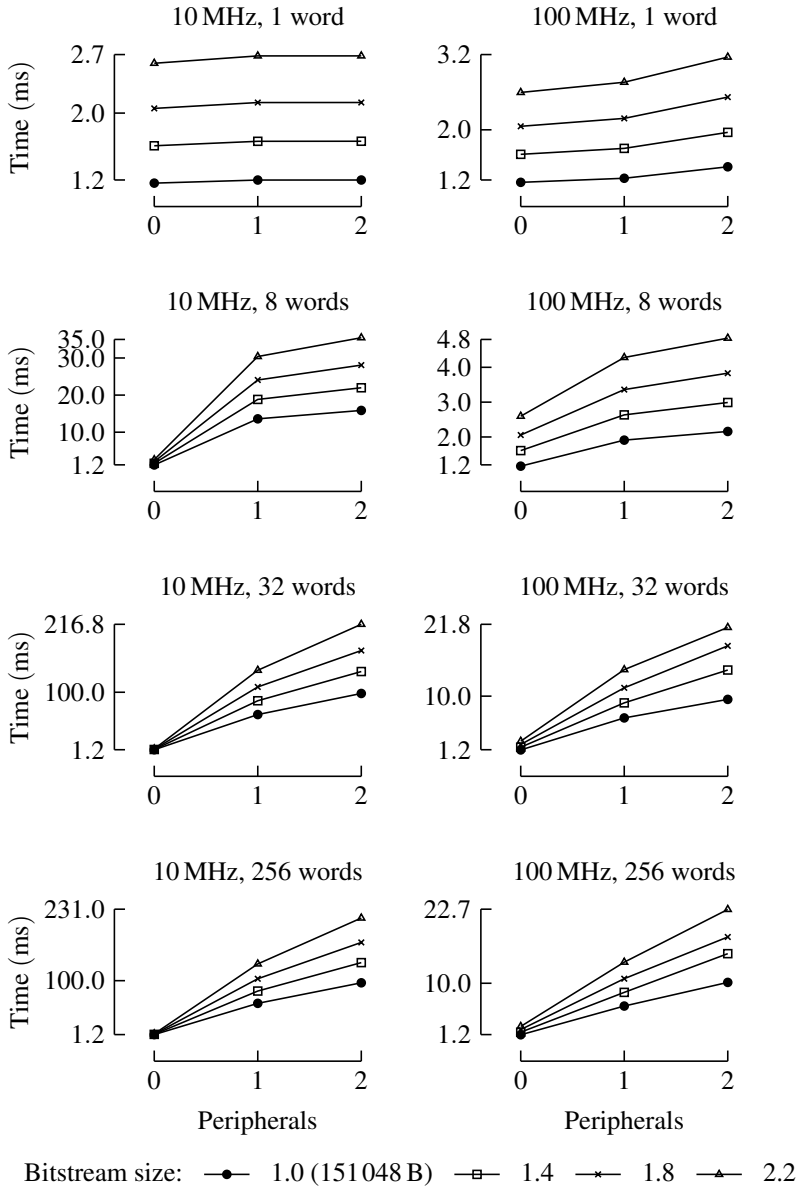 10 MHz, 1 word
Time (ms)
2.7
2.0
1.2
0 1 2
100 MHz, 1 word
3.2
2.0
1.2
0 1 2
10 MHz, 8 words
Time (ms)
35.0
30.0
20.0
10.0
1.2
0 1 2
100 MHz, 8 words
4.8
4.0
3.0
2.0
1.2
0 1 2
10 MHz, 32 words
Time (ms)
216.8
100.0
1.2
0 1 2
100 MHz, 32 words
21.8
10.0
1.2
0 1 2
10 MHz, 256 words
Time (ms)
231.0
100.0
1.2
0 1 2
Peripherals
100 MHz, 256 words
22.7
10.0
1.2
0 1 2
Peripherals
Bitstream size: 1.0 (151 048 B) 1.4 1.8 2.2